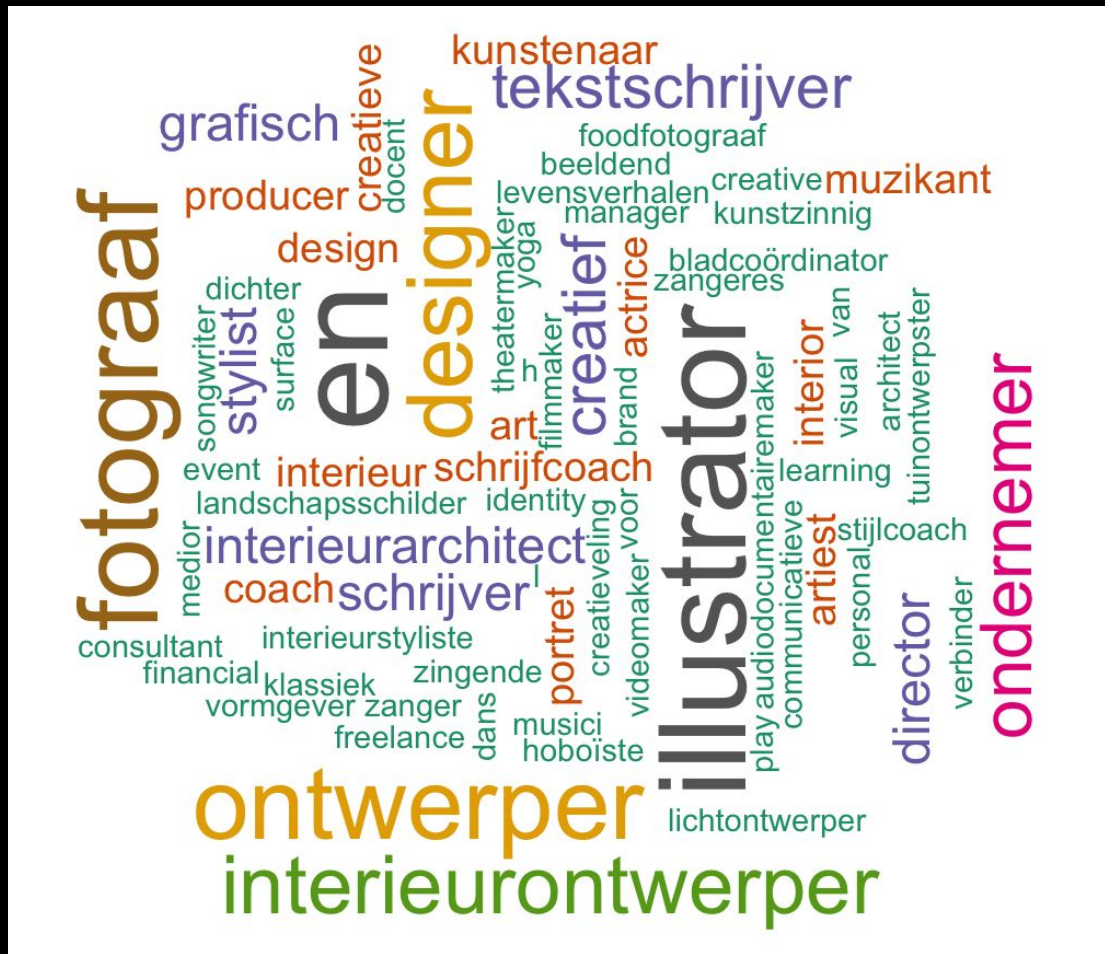 kunstenaar
tekstschrijver
creatieve
grafisch
docent
designer
foodfotograaf
beeldend
levensverhalen
creative
muzikant
producer
manager
kunstzinnig
fotograaf
design
theatermaker
yoga
creatief
actrice
bladcoördinator
zangeres
dichter
en
songwriter
stylist
surface
h
filmmaker
brand
illustrator
interior
van
visual
architect
tuinontwerpster
art
ondernemer
event
interieur
schrijfcoach
audiodocumentairemaker
learning
landschapsschilder
identity
voor
medior
interieurarchitect
creatieveling
communicatieve
artiest
stijlcoach
coach
schrijver
l
portret
videomaker
personal
director
verbinder
consultant
interieurstyliste
financial
klassiek
zingende
vormgever
zanger
dans
musici
freelance
hoboïste
play
ontwerper
lichtontwerper
interieurontwerper